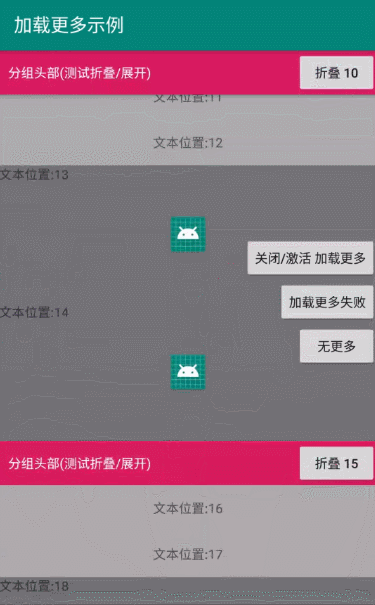 加载更多示例
分组头部(测试折叠/展开) 折叠 10
文本位置:11
文本位置:12
文本位置:13
关闭/激活 加载更多
加载更多失败
文本位置:14
无更多
分组头部(测试折叠/展开) 折叠 15
文本位置:16
文本位置:17
文本位置:18